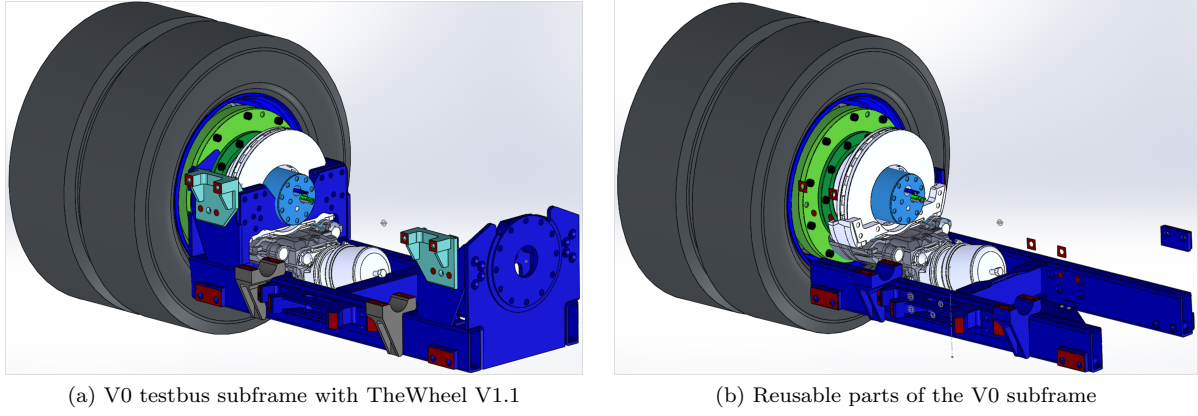 (a) V0 testbus subframe with TheWheel V1.1
(b) Reusable parts of the V0 subframe